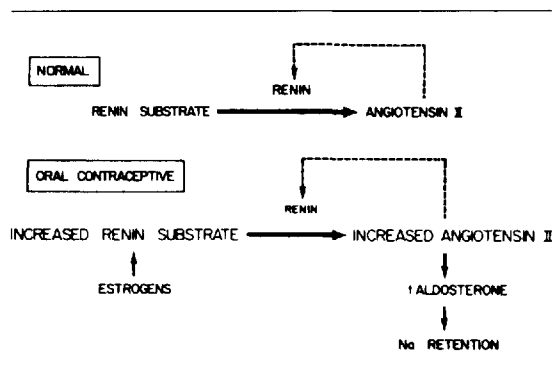 NORMAL
RENIN
RENIN SUBSTRATE ANGIOTENSIN II
ORAL CONTRACEPTIVE
RENIN
INCREASED RENIN SUBSTRATE INCREASED ANGIOTENSIN II
ESTROGENS ↑ALDOSTERONE
Na RETENTION